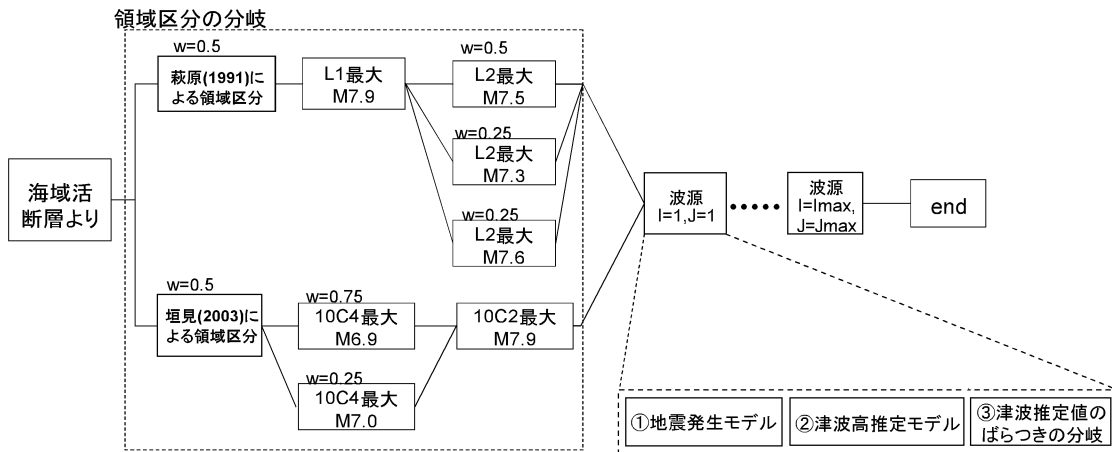 領域区分の分岐
w=0.5
萩原(1991)に
よる領域区分
L1最大
M7.9
w=0.5
L2最大
M7.5
w=0.25
L2最大
M7.3
w=0.25
L2最大
M7.6
海域活
断層より
w=0.5
垣見(2003)に
よる領域区分
w=0.75
10C4最大
M6.9
w=0.25
10C4最大
M7.0
10C2最大
M7.9
波源
I=1,J=1
•••••
波源
I=Imax,
J=Jmax
end
①地震発生モデル
②津波高推定モデル
③津波推定値の
ばらつきの分岐